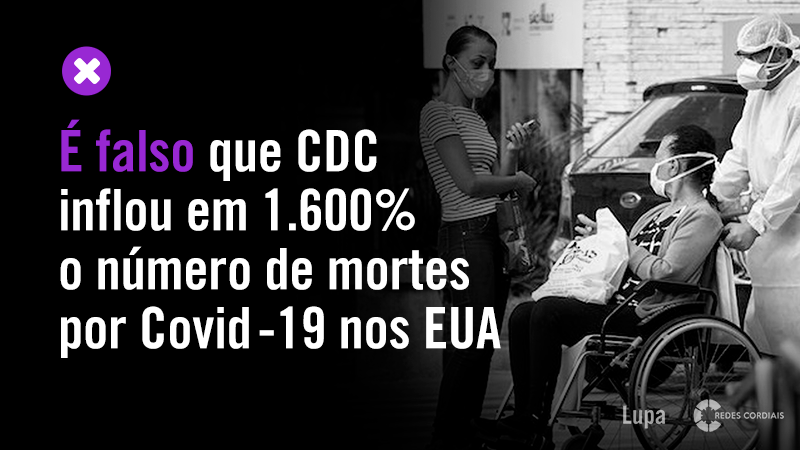 É falso que CDC
inflou em 1.600%
o número de mortes
por Covid-19 nos EUA
Lupa
REDES CORDIAIS